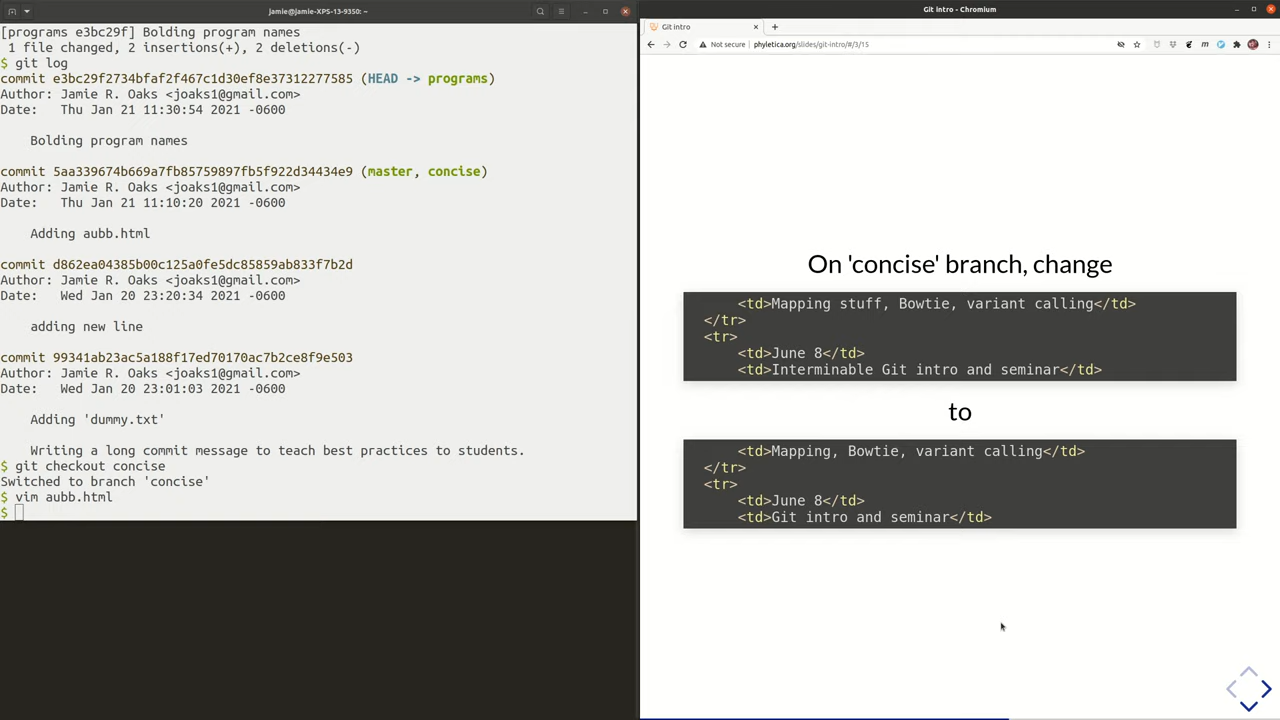 jamie@jamie-XPS-13-9350: ~
[programs e3bc29f] Bolding program names
 1 file changed, 2 insertions(+), 2 deletions(-)
$ git log
commit e3bc29f2734bfaf2f467c1d30ef8e37312277585 (HEAD -> programs)
Author: Jamie R. Oaks <joaks1@gmail.com>
Date:   Thu Jan 21 11:30:54 2021 -0600
    Bolding program names
commit 5aa339674b669a7fb85759897fb5f922d34434e9 (master, concise)
Author: Jamie R. Oaks <joaks1@gmail.com>
Date:   Thu Jan 21 11:10:20 2021 -0600
    Adding aubb.html
commit d862ea04385b00c125a0fe5dc85859ab833f7b2d
Author: Jamie R. Oaks <joaks1@gmail.com>
Date:   Wed Jan 20 23:20:34 2021 -0600
    adding new line
commit 99341ab23ac5a188f17ed70170ac7b2ce8f9e503
Author: Jamie R. Oaks <joaks1@gmail.com>
Date:   Wed Jan 20 23:01:03 2021 -0600
    Adding 'dummy.txt'
    Writing a long commit message to teach best practices to students.
$ git checkout concise
Switched to branch 'concise'
$ vim aubb.html
$
Git intro - Chromium
Git intro
Not secure | phyletica.org/slides/git-intro/#/3/15
On 'concise' branch, change
    <td>Mapping stuff, Bowtie, variant calling</td>
</tr>
<tr>
    <td>June 8</td>
    <td>Interminable Git intro and seminar</td>
to
    <td>Mapping, Bowtie, variant calling</td>
</tr>
<tr>
    <td>June 8</td>
    <td>Git intro and seminar</td>